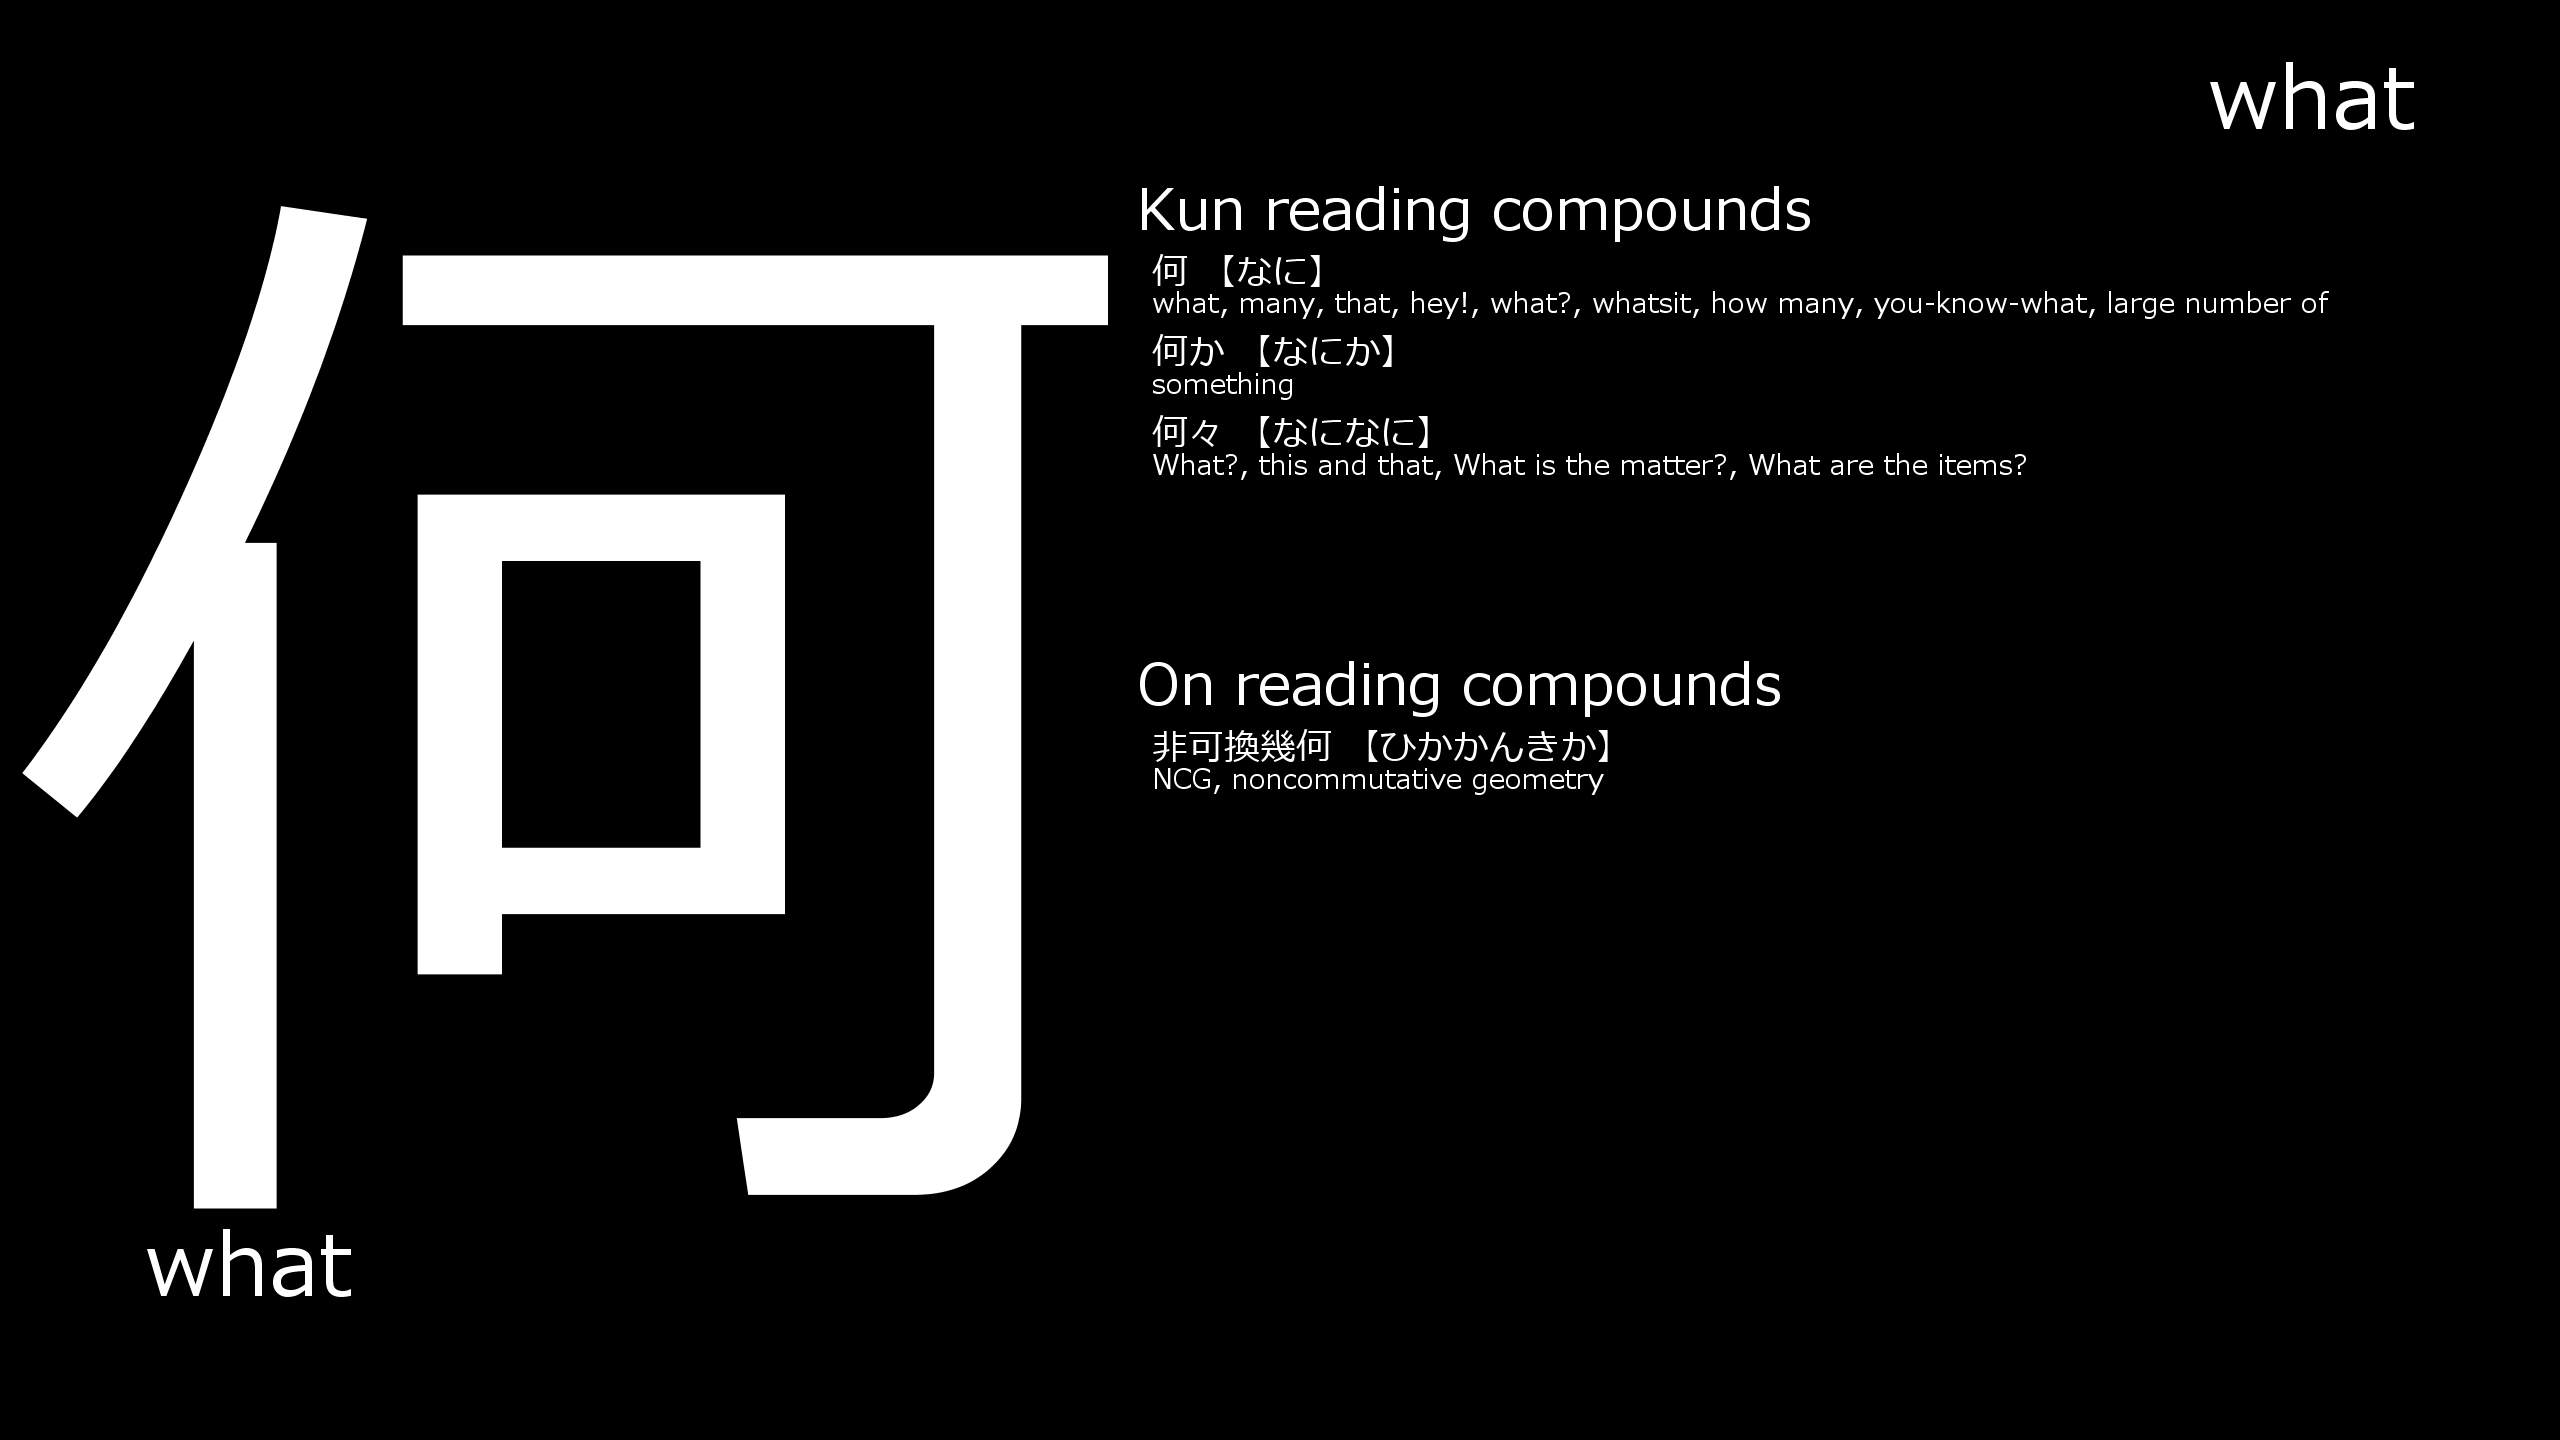 what
何
what
Kun reading compounds
何 【なに】
what, many, that, hey!, what?, whatsit, how many, you-know-what, large number of
何か 【なにか】
something
何々 【なになに】
What?, this and that, What is the matter?, What are the items?
On reading compounds
非可換幾何 【ひかかんきか】
NCG, noncommutative geometry